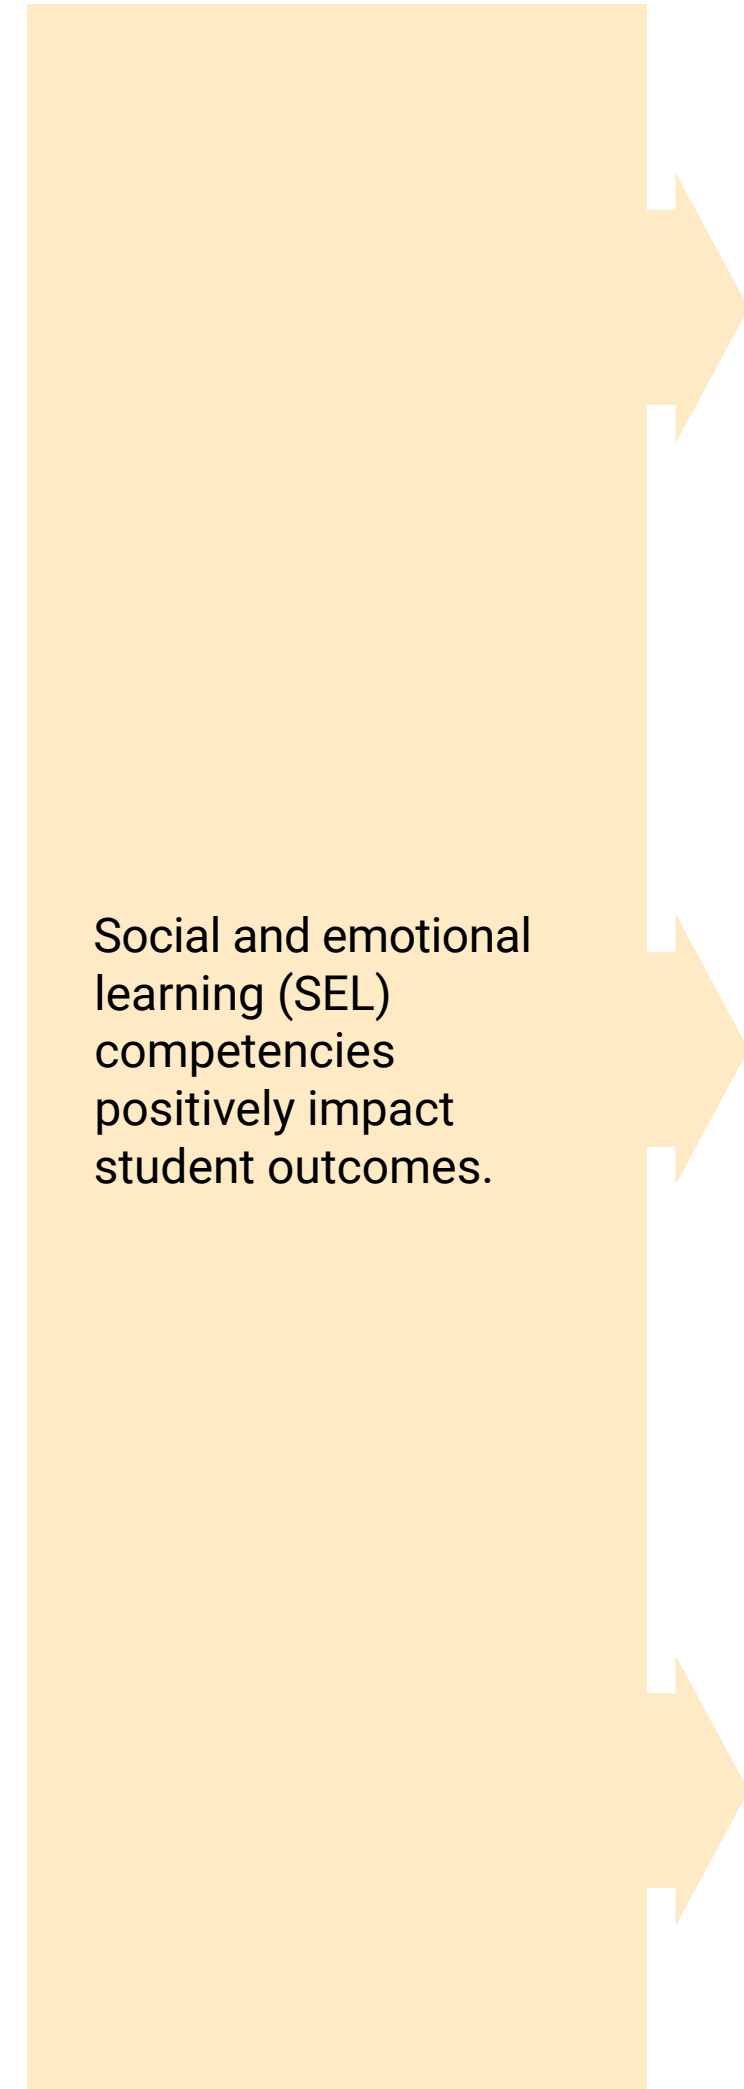 Social and emotional
learning (SEL)
competencies
positively impact
student outcomes.